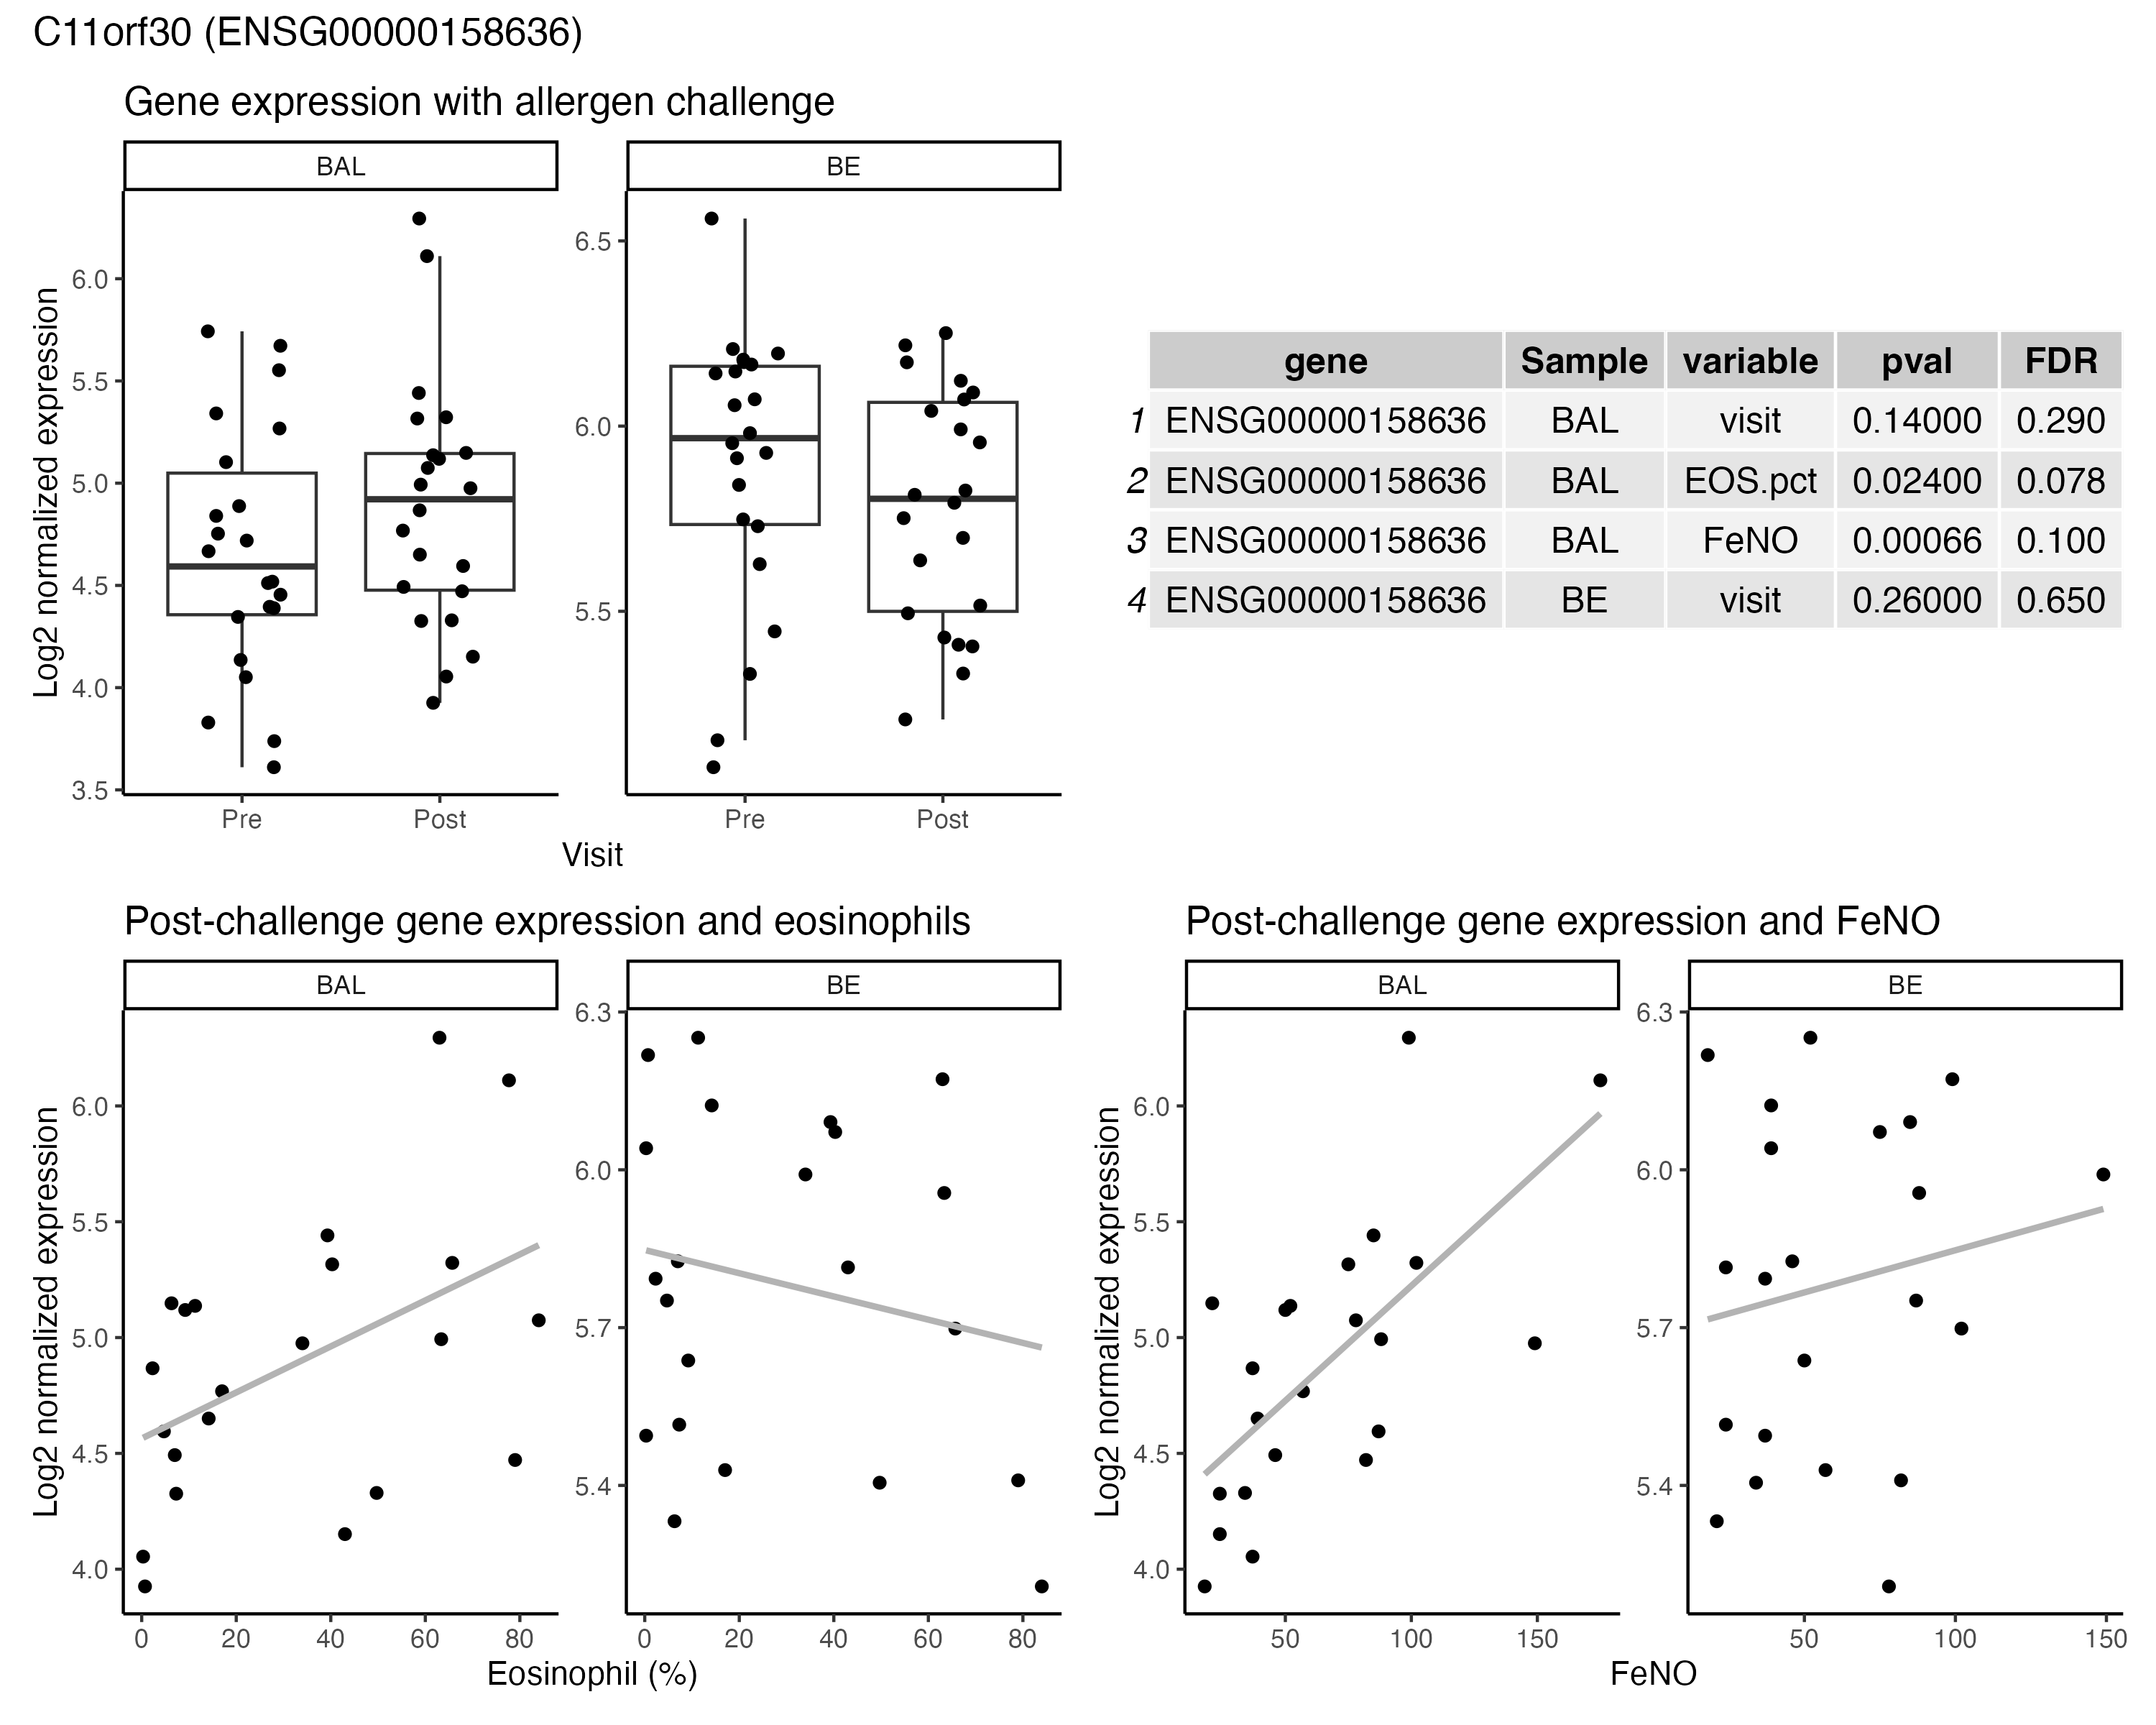 C11orf30 (ENSG00000158636)
Gene expression with allergen challenge
BAL
BE
Log2 normalized expression
6.0
5.5
5.0
4.5
4.0
3.5
6.5
6.0
5.5
Pre
Post
Pre
Post
Visit
gene Sample variable pval FDR
1 ENSG00000158636 BAL visit 0.14000 0.290
2 ENSG00000158636 BAL EOS.pct 0.02400 0.078
3 ENSG00000158636 BAL FeNO 0.00066 0.100
4 ENSG00000158636 BE visit 0.26000 0.650
Post-challenge gene expression and eosinophils
BAL
BE
Log2 normalized expression
6.0
5.5
5.0
4.5
4.0
6.3
6.0
5.7
5.4
0 20 40 60 80
0 20 40 60 80
Eosinophil (%)
Post-challenge gene expression and FeNO
BAL
BE
Log2 normalized expression
6.0
5.5
5.0
4.5
4.0
6.3
6.0
5.7
5.4
50 100 150
50 100 150
FeNO